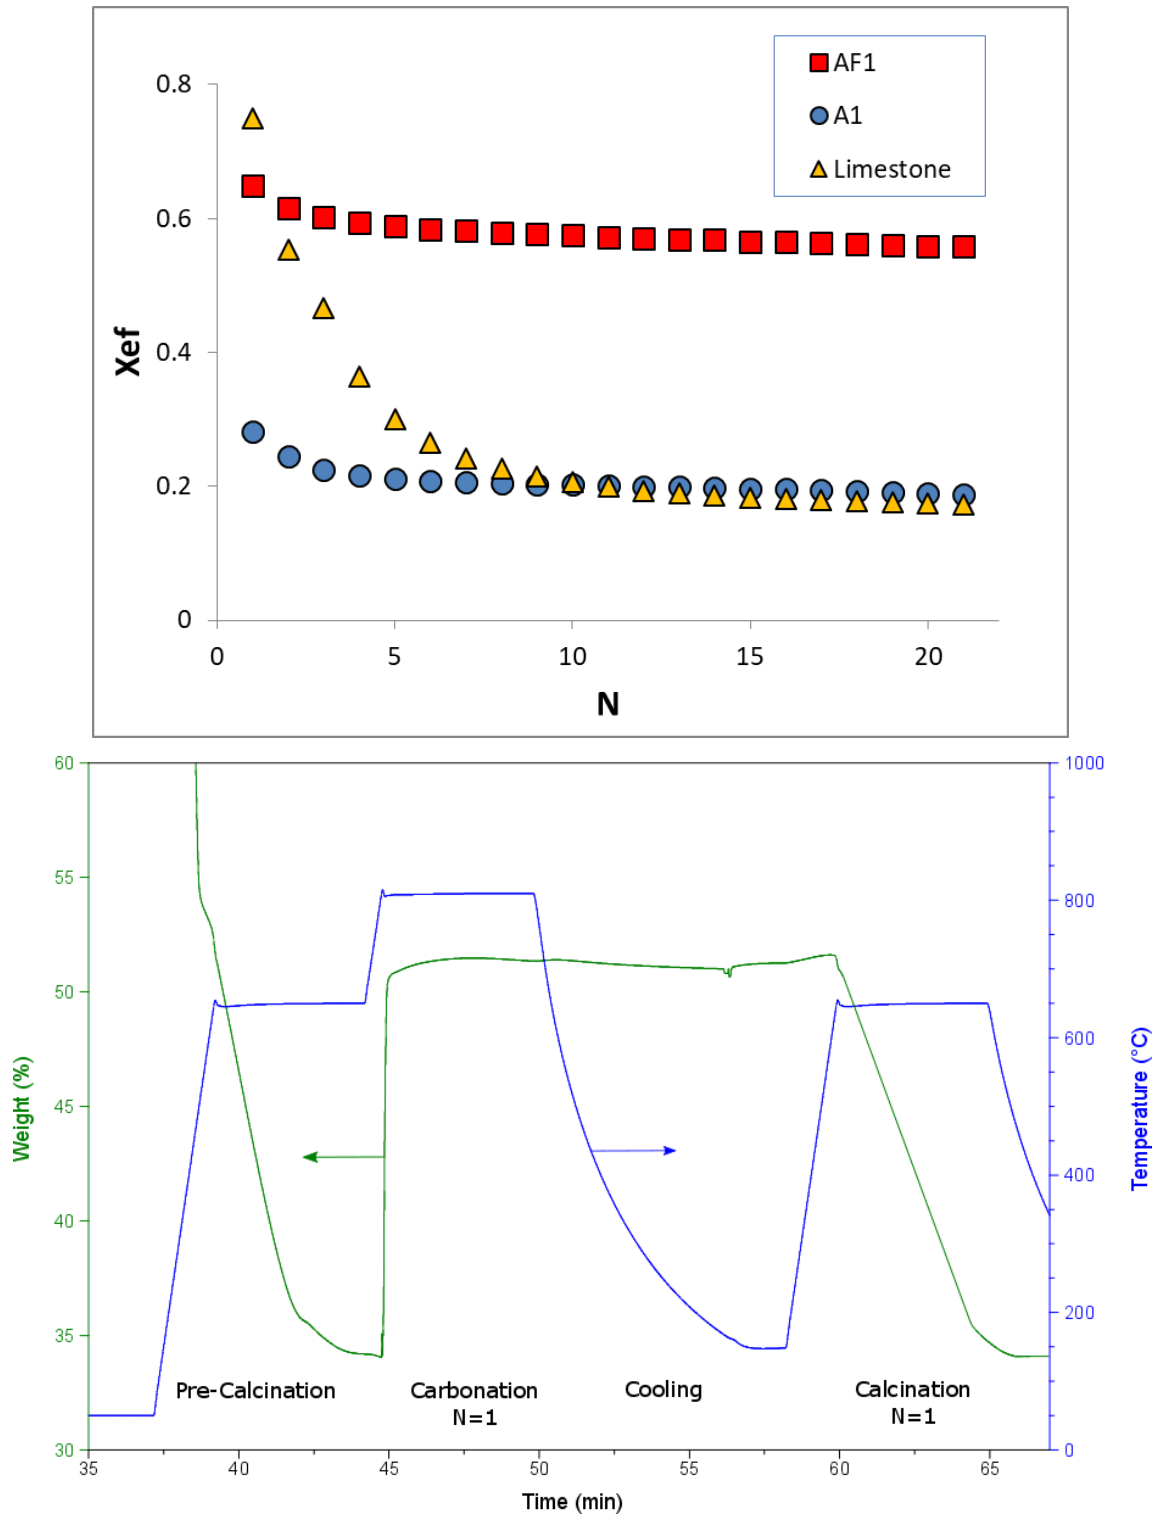 AF1
A1
Limestone
0.8
0.6
0.4
0.2
0
Xef
0 5 10 15 20
N
60
55
50
45
40
35
30
Weight (%)
1000
800
600
400
200
0
Temperature (°C)
Pre-Calcination
Carbonation
N=1
Cooling
Calcination
N=1
35 40 45 50 55 60 65
Time (min)